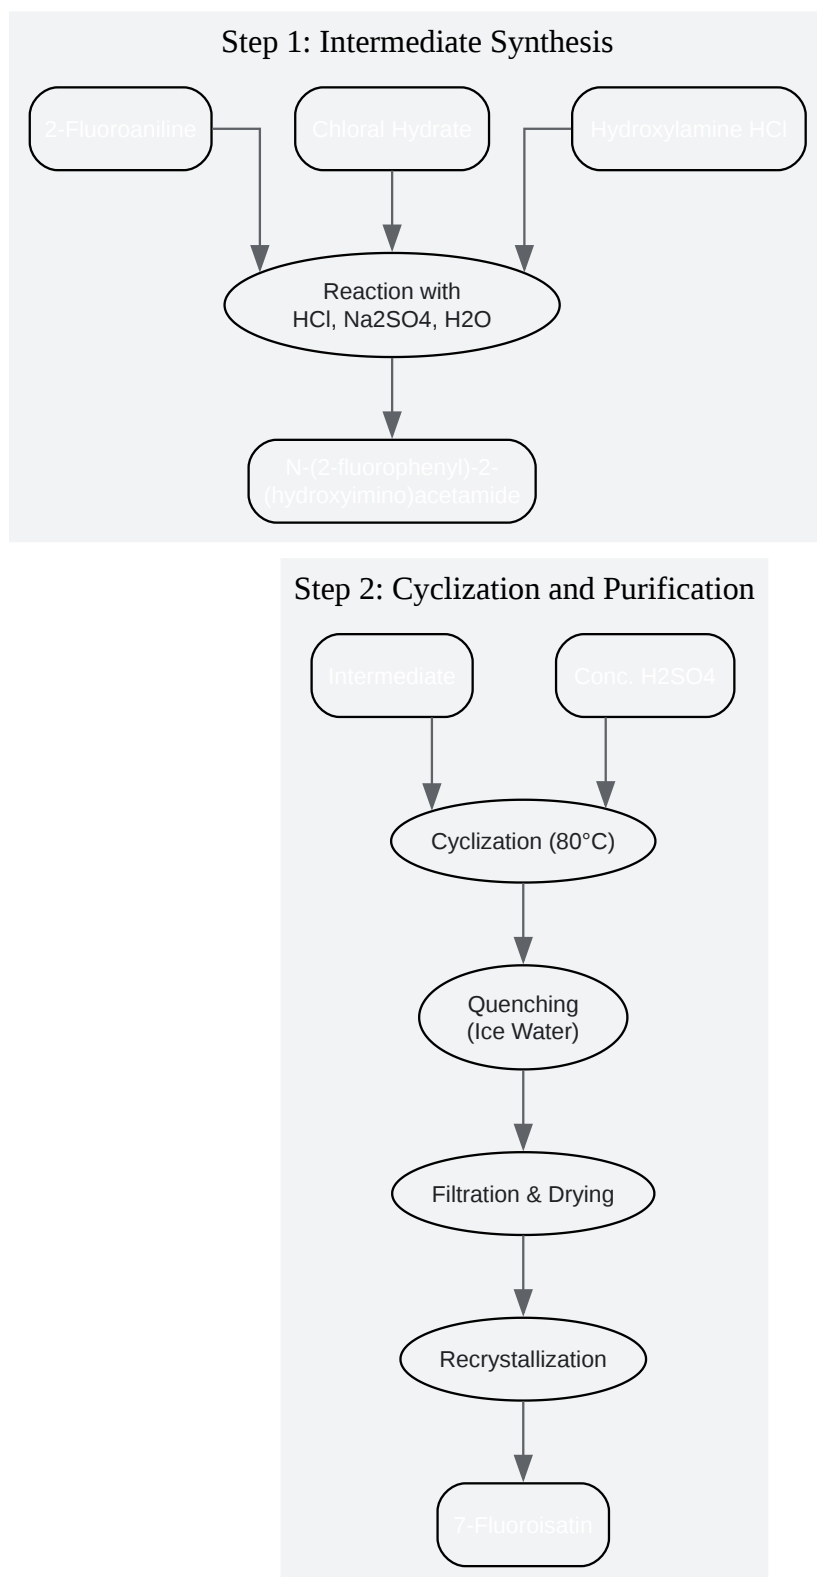 Step 1: Intermediate Synthesis
2-Fluoroaniline
Chloral Hydrate
Hydroxylamine HCl
Reaction with
HCl, Na2SO4, H2O
N-(2-fluorophenyl)-2-
(hydroxyimino)acetamide
Step 2: Cyclization and Purification
Intermediate
Conc. H2SO4
Cyclization (80°C)
Quenching
(Ice Water)
Filtration & Drying
Recrystallization
7-Fluoroisatin